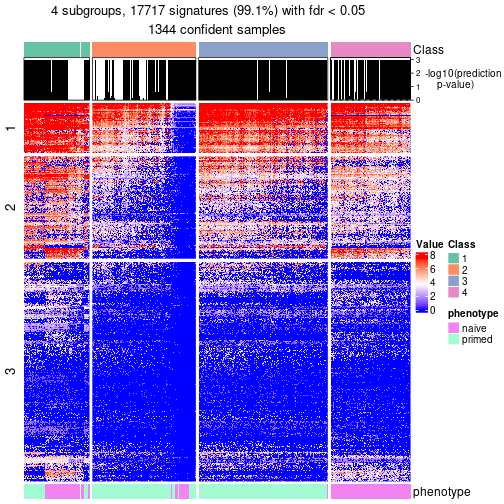 4 subgroups, 17717 signatures (99.1%) with fdr < 0.05
1344 confident samples
Class
3
2
1
0
-log10(prediction
p-value)
1
2
3
Value
8
6
4
2
0
Class
1
2
3
4
phenotype
naive
primed
phenotype